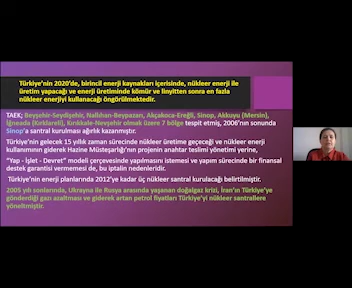 Türkiye'nin 2020'de, birincil enerji kaynakları içerisinde, nükleer enerji ile
üretim yapacağı ve enerji üretiminde kömür ve linyitten sonra en fazla
nükleer enerjiyi kullanacağı öngörülmektedir.
TAEK; Beyşehir-Seydişehir, Nallıhan-Beypazarı, Akçakoca-Ereğli, Sinop, Akkuyu (Mersin),
İğneada (Kırklareli), Kırıkkale-Nevşehir olmak üzere 7 bölge tespit etmiş, 2006'nın sonunda
Sinop'a santral kurulması ağırlık kazanmıştır.
Türkiye'nin gelecek 15 yıllık zaman sürecinde nükleer üretime geçeceği ve nükleer enerji
kullanımının giderek Hazine Müsteşarlığı'nın projenin anahtar teslimi yönetimi yerine,
"Yap - İşlet - Devret" modeli çerçevesinde yapılmasını istemesi ve yapım sürecinde bir finansal
destek garantisi vermemesi de, bu iptalin nedenleridir.
Türkiye'nin enerji planlarında 2012'ye kadar üç nükleer santral kurulacağı belirtilmiştir.
2005 yılı sonlarında, Ukrayna ile Rusya arasında yaşanan doğalgaz krizi, İran'ın Türkiye'ye
gönderdiği gazı azaltması ve giderek artan petrol fiyatları Türkiye'yi nükleer santrallere
yöneltmiştir.